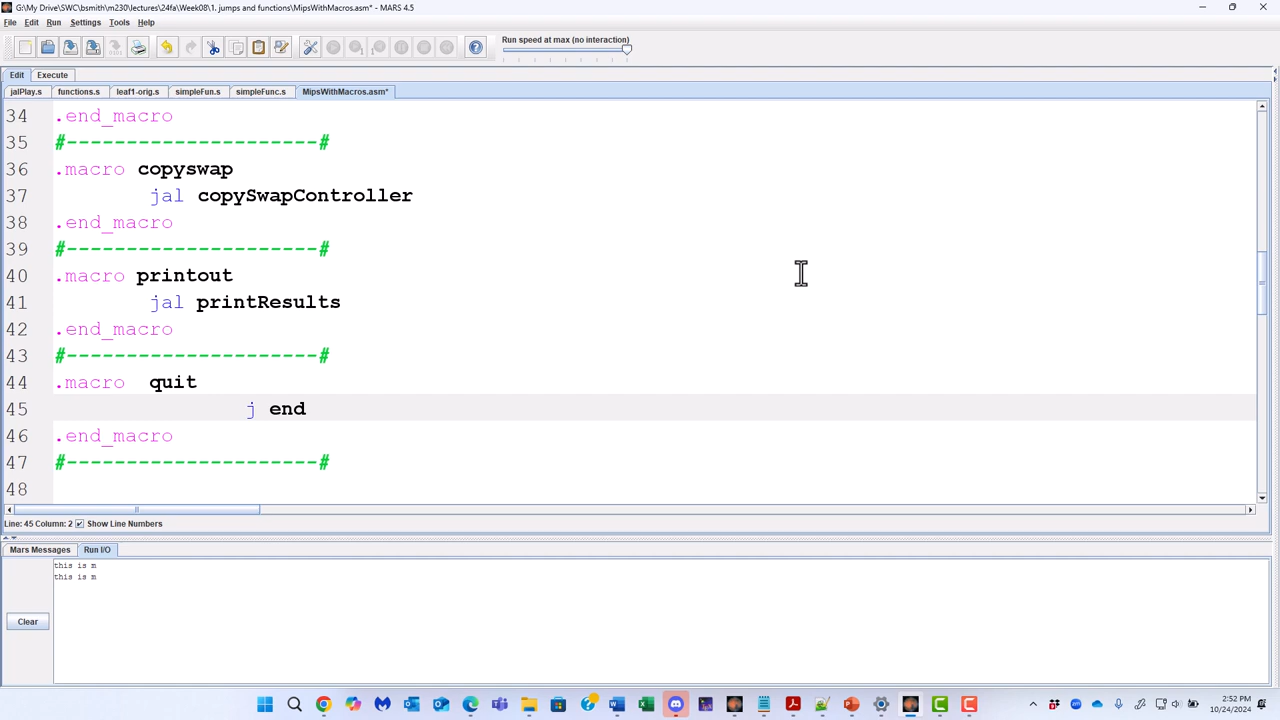 G:\My Drive\SWC\bsmith\m230\lectures\24fa\Week08\1. jumps and functions\MipsWithMacros.asm* - MARS 4.5
File Edit Run Settings Tools Help
Run speed at max (no interaction)
Edit Execute
jalPlay.s functions.s leaf1-orig.s simpleFun.s simpleFunc.s MipsWithMacros.asm*
34 .end_macro
35 #---------------------#
36 .macro copyswap
37 jal copySwapController
38 .end_macro
39 #---------------------#
40 .macro printout
41 jal printResults
42 .end_macro
43 #---------------------#
44 .macro quit
45 j end
46 .end_macro
47 #---------------------#
48
Line: 45 Column: 2 Show Line Numbers
Mars Messages Run I/O
this is m
this is m
Clear
2:52 PM
10/24/2024